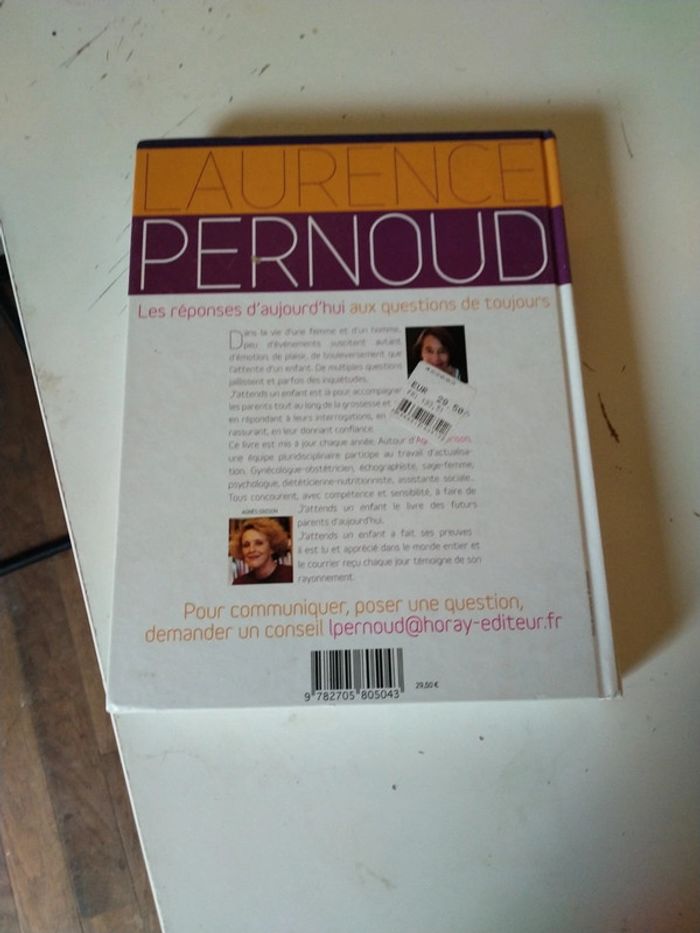 LAURENCE
PERNOUD
Les réponses d'aujourd'hui aux questions de toujours
Dans la vie d'une femme et d'un homme,
peu d'événements suscitent autant
d'émotion de plaisir, de bouleversement que
l'attente d'un enfant. De multiples questions
jaillissent et parfois des inquiétudes.
J'attends un enfant est là pour accompagner
les parents tout au long de la grossesse et
en répondant à leurs interrogations, en
rassurant, en leur donnant confiance.
Ce livre est mis à jour chaque année. Autour d'
une équipe pluridisciplinaire participe au travail d'actualisa-
tion. Gynécologue-obstétricien, échographiste, sage-femme,
psychologue, diététicienne-nutritionniste, assistante sociale...
Tous concourent, avec compétence et sensibilité, à faire de
J'attends un enfant le livre des futurs
parents d'aujourd'hui.
J'attends un enfant a fait ses preuves
il est lu et apprécié dans le monde entier et
le courrier reçu chaque jour témoigne de son
rayonnement.
EUR 29.50
AGNÈS GRISON
Pour communiquer, poser une question,
demander un conseil lpernoud@horay-editeur.fr
9 782705 805043
29,50 €